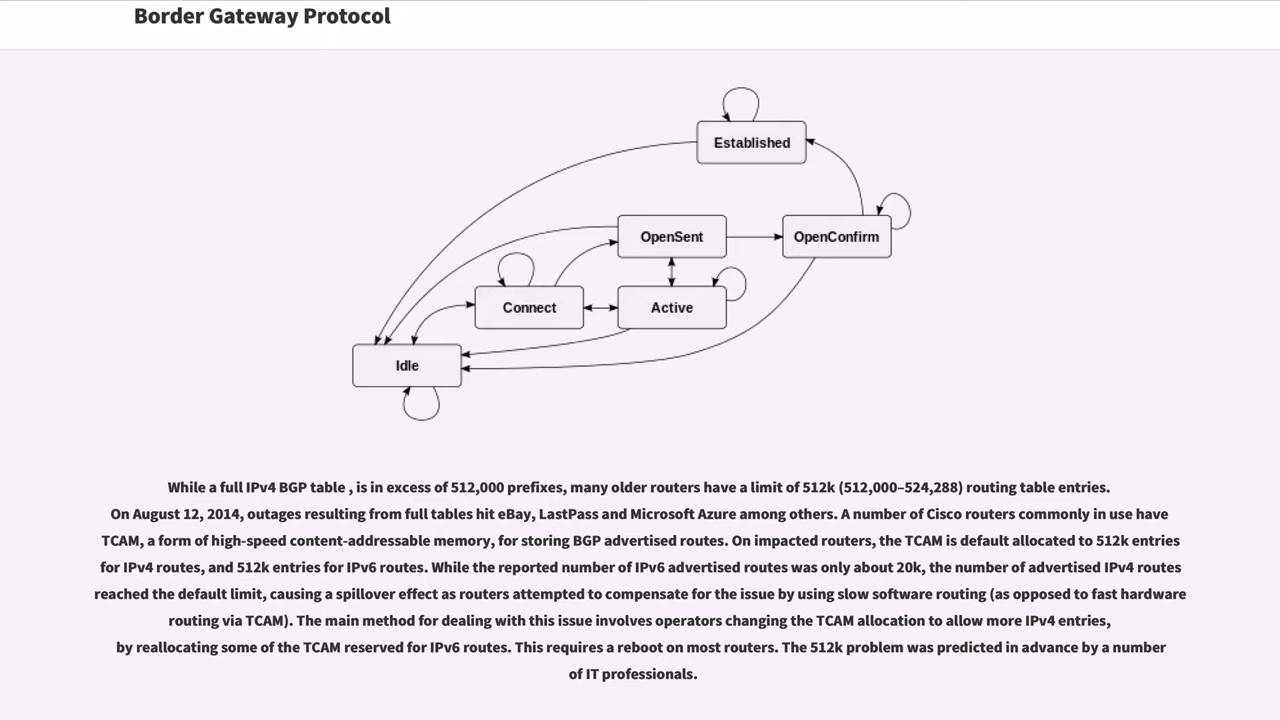 Border Gateway Protocol
Established
OpenSent
OpenConfirm
Connect
Active
Idle
While a full IPv4 BGP table , is in excess of 512,000 prefixes, many older routers have a limit of 512k (512,000–524,288) routing table entries.
On August 12, 2014, outages resulting from full tables hit eBay, LastPass and Microsoft Azure among others. A number of Cisco routers commonly in use have
TCAM, a form of high-speed content-addressable memory, for storing BGP advertised routes. On impacted routers, the TCAM is default allocated to 512k entries
for IPv4 routes, and 512k entries for IPv6 routes. While the reported number of IPv6 advertised routes was only about 20k, the number of advertised IPv4 routes
reached the default limit, causing a spillover effect as routers attempted to compensate for the issue by using slow software routing (as opposed to fast hardware
routing via TCAM). The main method for dealing with this issue involves operators changing the TCAM allocation to allow more IPv4 entries,
by reallocating some of the TCAM reserved for IPv6 routes. This requires a reboot on most routers. The 512k problem was predicted in advance by a number
of IT professionals.